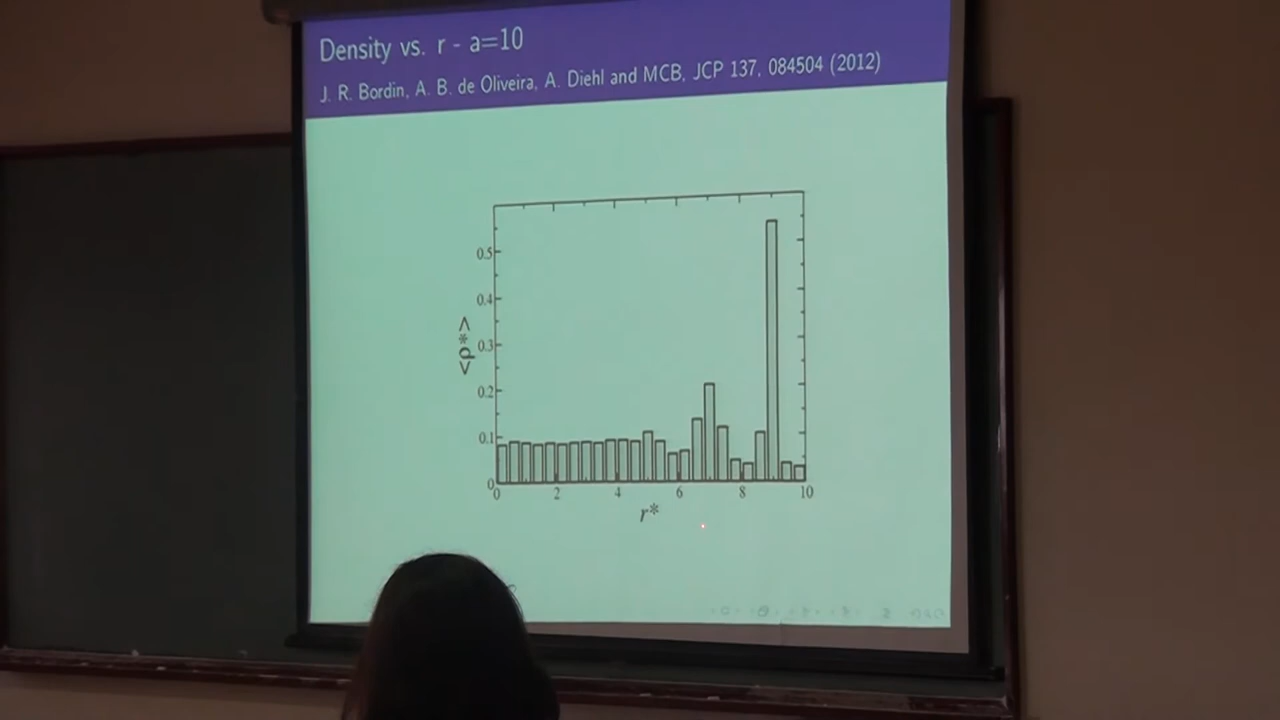 Density vs. r - a=10
J. R. Bordin, A. B. de Oliveira, A. Diehl and MCB, JCP 137, 084504 (2012)
0.5
0.4
0.3
0.2
0.1
0
<ρ*>
0 2 4 6 8 10
r*